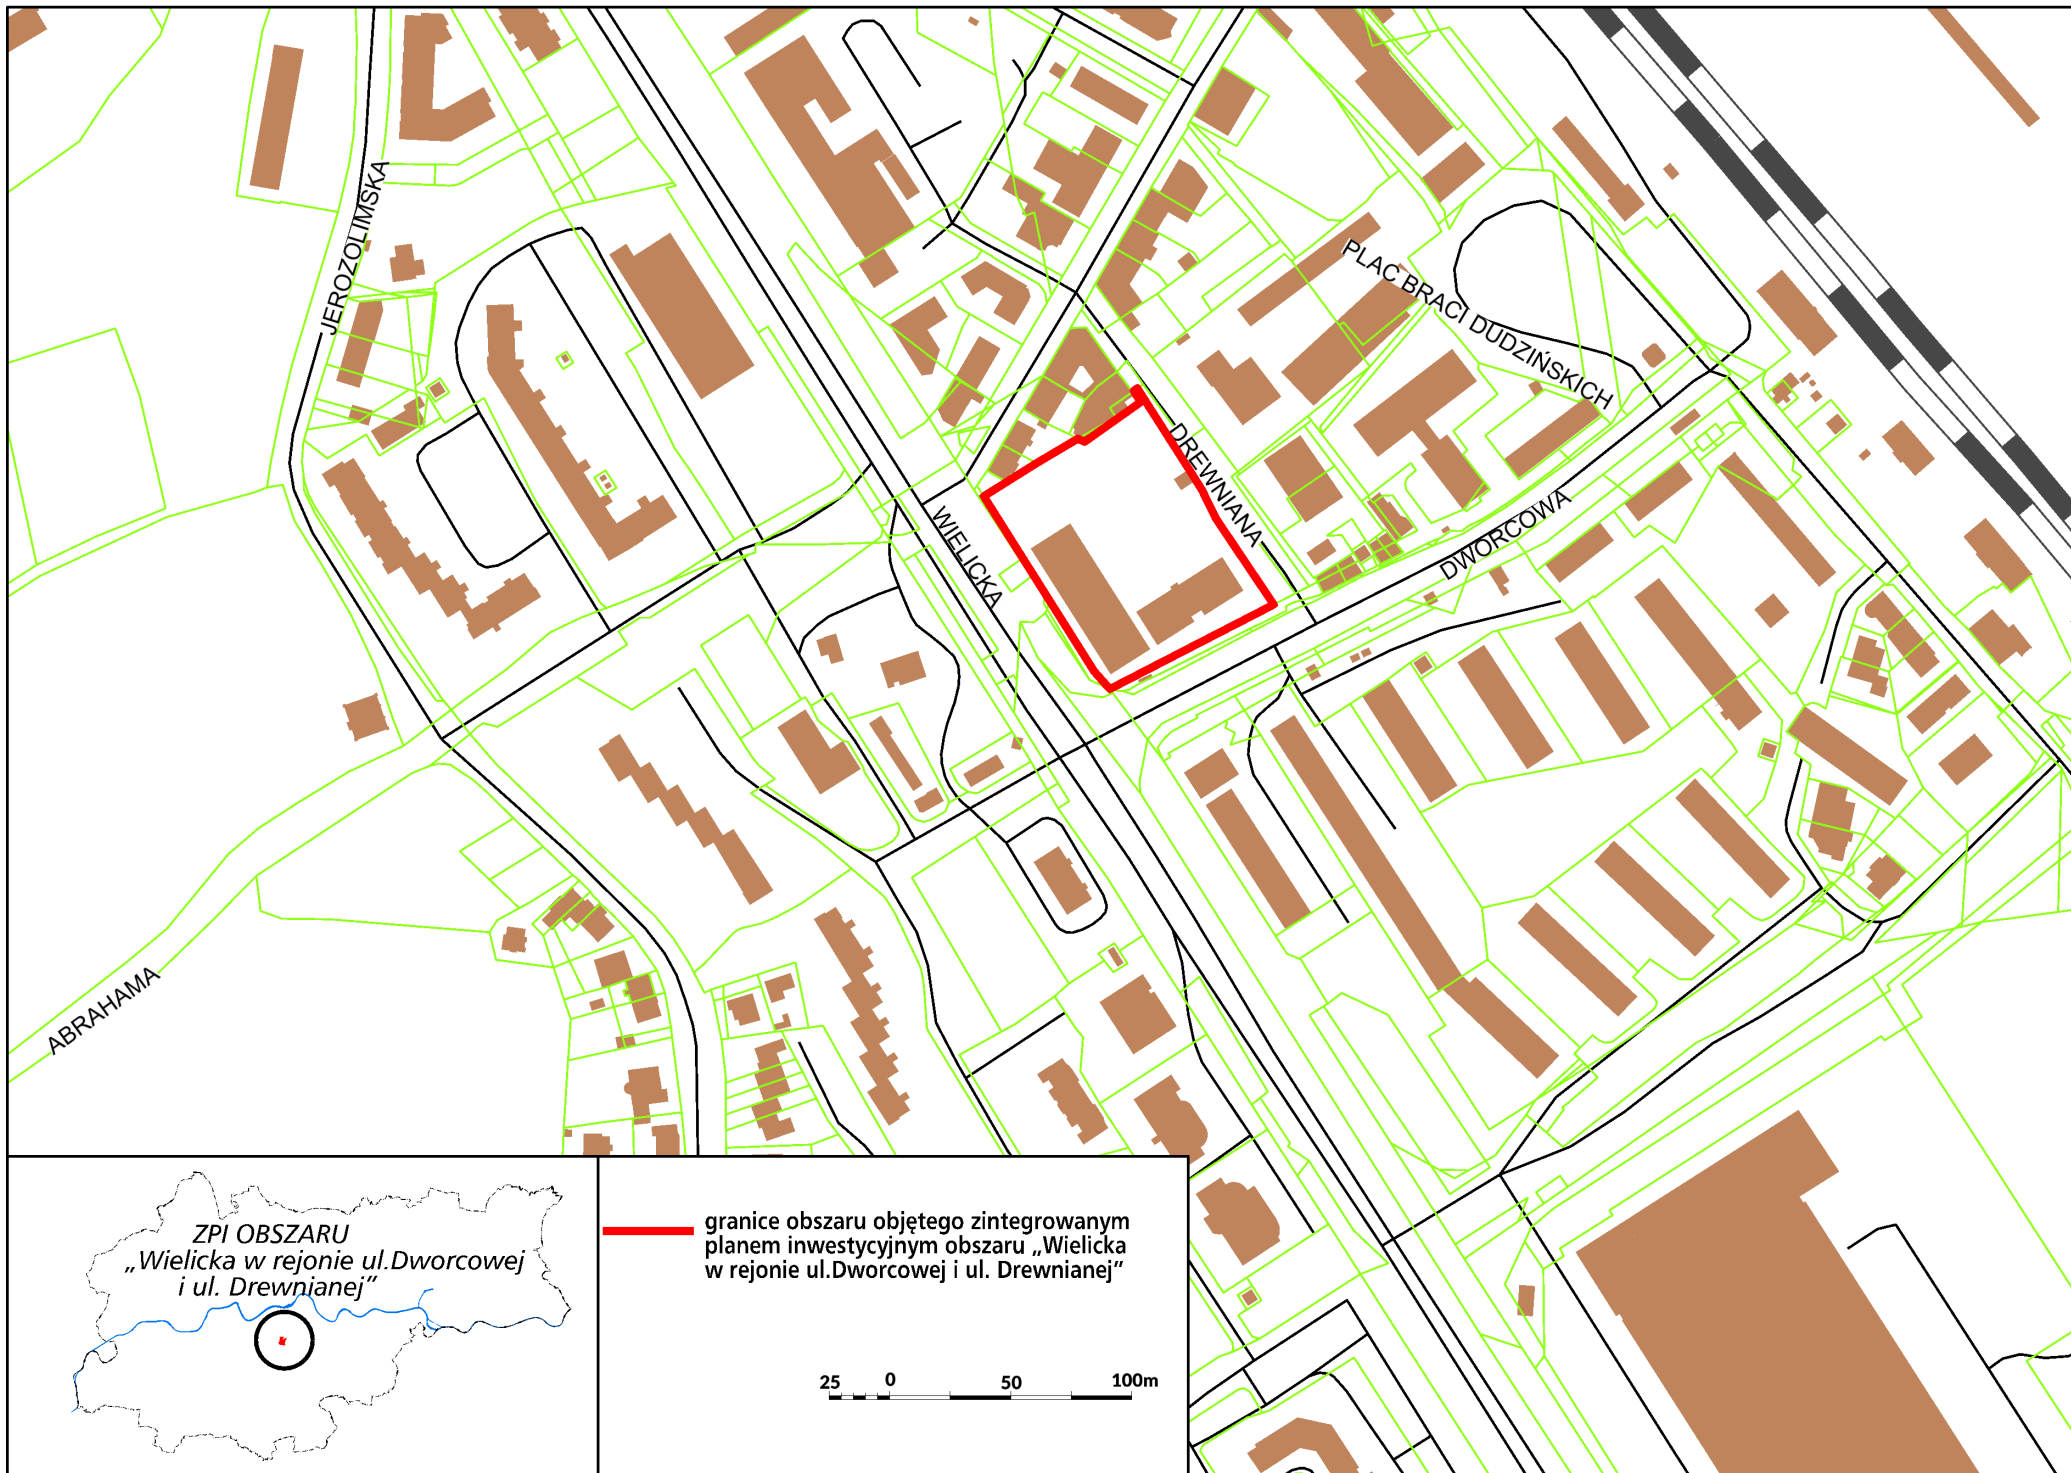 JEROZOLIMSKA
PLAC BRACI DUDZIŃSKICH
DREWNIANA
WIELICKA
DWORCOWA
ABRAHAMA
ZPI OBSZARU
„Wielicka w rejonie ul.Dworcowej
i ul. Drewnianej”
granice obszaru objętego zintegrowanym
planem inwestycyjnym obszaru „Wielicka
w rejonie ul.Dworcowej i ul. Drewnianej”
25 0 50 100m